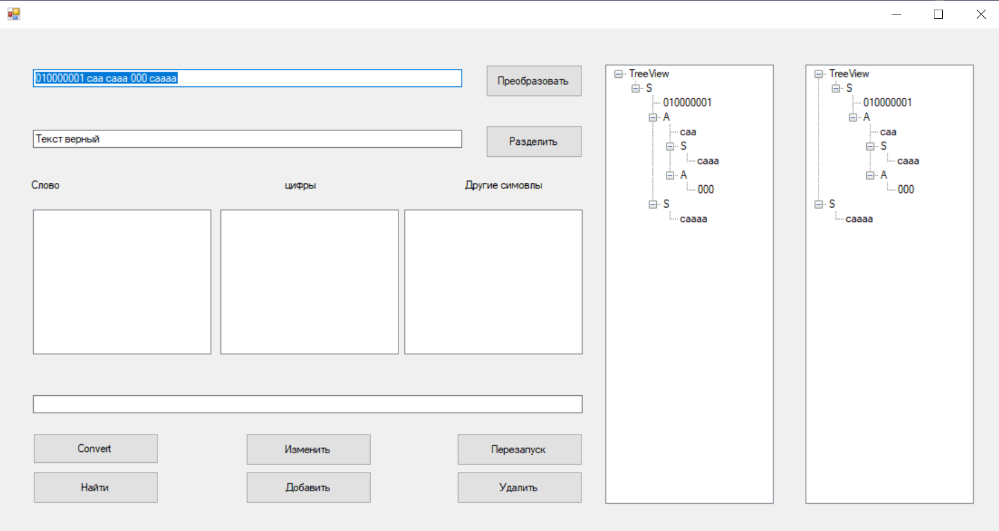 010000001 caa caaa 000 caaaa
Преобразовать
Текст верный
Разделить
Слово
цифры
Другие симовлы
Convert
Изменить
Перезапуск
Найти
Добавить
Удалить
TreeView
S
010000001
A
caa
S
caaa
A
000
S
caaaa
TreeView
S
010000001
A
caa
S
caaa
A
000
S
caaaa